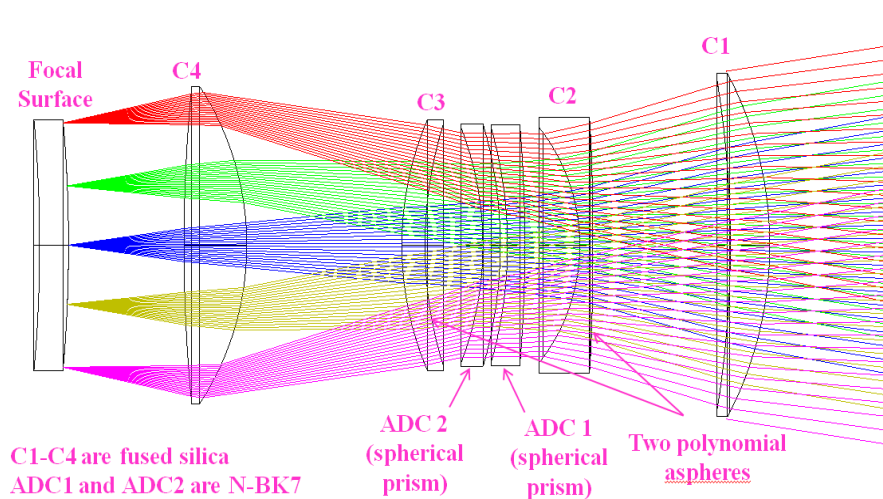 C1
Focal
Surface
C4
C3
C2
ADC 2
(spherical
prism)
ADC 1
(spherical
prism)
Two polynomial
aspheres
C1-C4 are fused silica
ADC1 and ADC2 are N-BK7